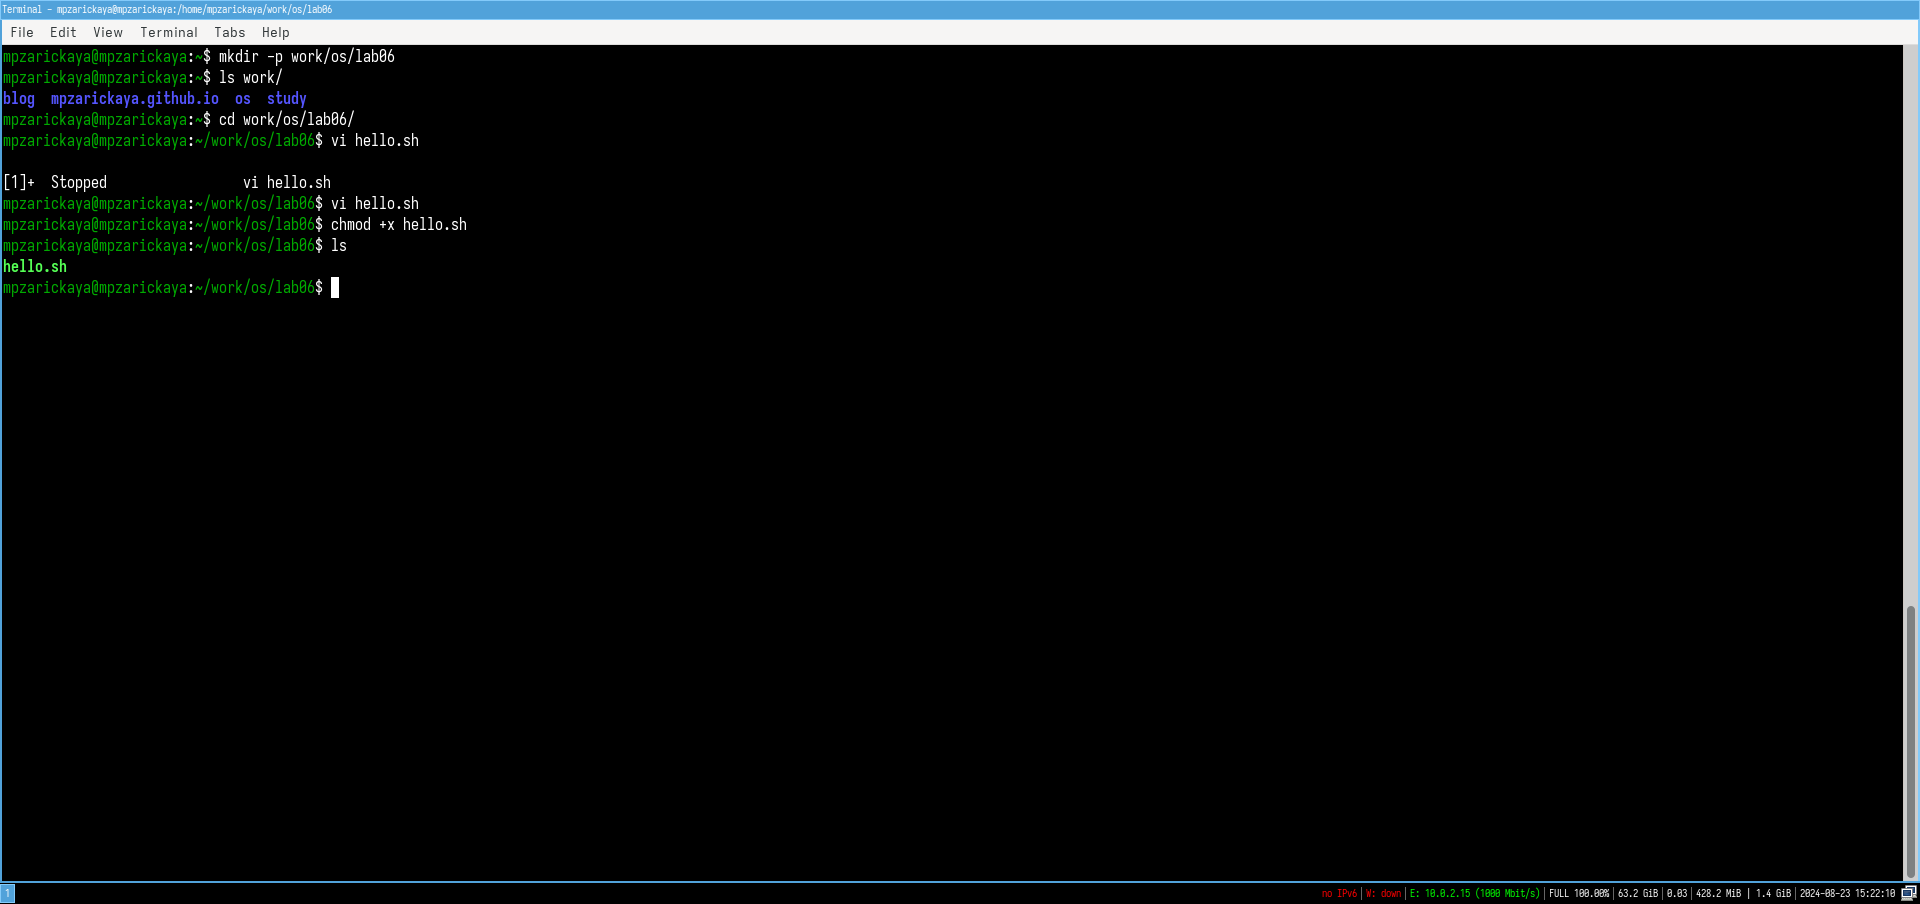 Terminal - mpzarickaya@mpzarickaya:/home/mpzarickaya/work/os/lab06
File Edit View Terminal Tabs Help
mpzarickaya@mpzarickaya:~$ mkdir -p work/os/lab06
mpzarickaya@mpzarickaya:~$ ls work/
blog  mpzarickaya.github.io  os  study
mpzarickaya@mpzarickaya:~$ cd work/os/lab06/
mpzarickaya@mpzarickaya:~/work/os/lab06$ vi hello.sh
[1]+  Stopped                 vi hello.sh
mpzarickaya@mpzarickaya:~/work/os/lab06$ vi hello.sh
mpzarickaya@mpzarickaya:~/work/os/lab06$ chmod +x hello.sh
mpzarickaya@mpzarickaya:~/work/os/lab06$ ls
hello.sh
mpzarickaya@mpzarickaya:~/work/os/lab06$
1 no IPv6|W: down|E: 10.0.2.15 (1000 Mbit/s)|FULL 100.00%|63.2 GiB|0.03|428.2 MiB | 1.4 GiB|2024-08-23 15:22:10